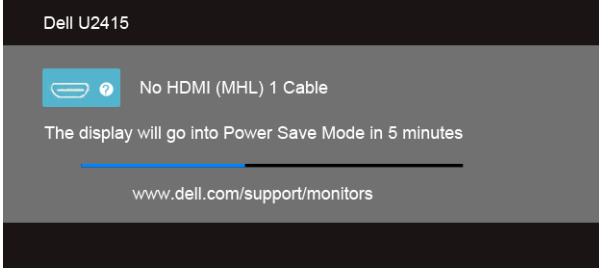 Dell U2415
No HDMI (MHL) 1 Cable
The display will go into Power Save Mode in 5 minutes
www.dell.com/support/monitors